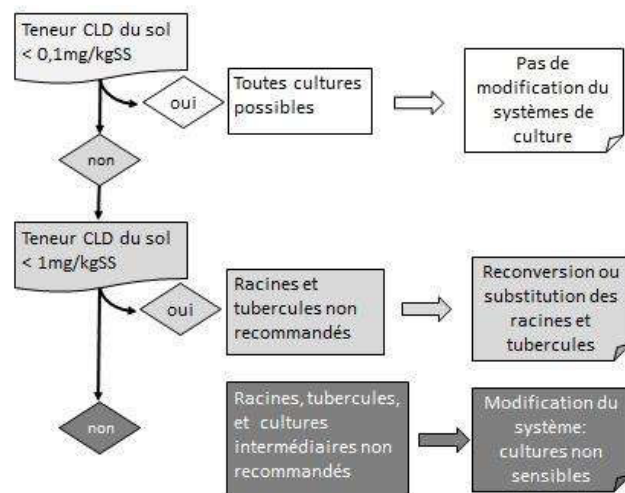 Teneur CLD du sol
< 0,1mg/kgSS
oui
Toutes cultures
possibles
Pas de
modification du
systèmes de
culture
non
Teneur CLD du sol
< 1mg/kgSS
oui
Racines et
tubercules non
recommandés
Reconversion ou
substitution des
racines et
tubercules
non
Racines, tubercules,
et cultures
intermédiaires non
recommandés
Modification du
système:
cultures non
sensibles